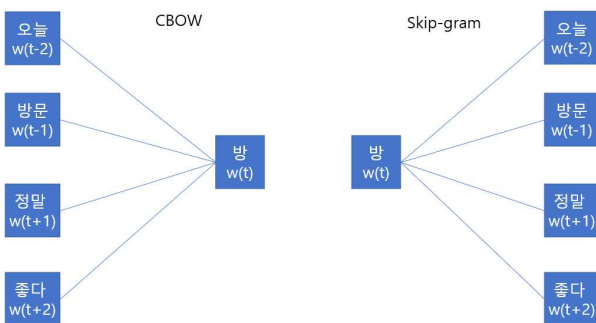 CBOW
오늘
w(t-2)
방문
w(t-1)
정말
w(t+1)
좋다
w(t+2)
방
w(t)
Skip-gram
방
w(t)
오늘
w(t-2)
방문
w(t-1)
정말
w(t+1)
좋다
w(t+2)